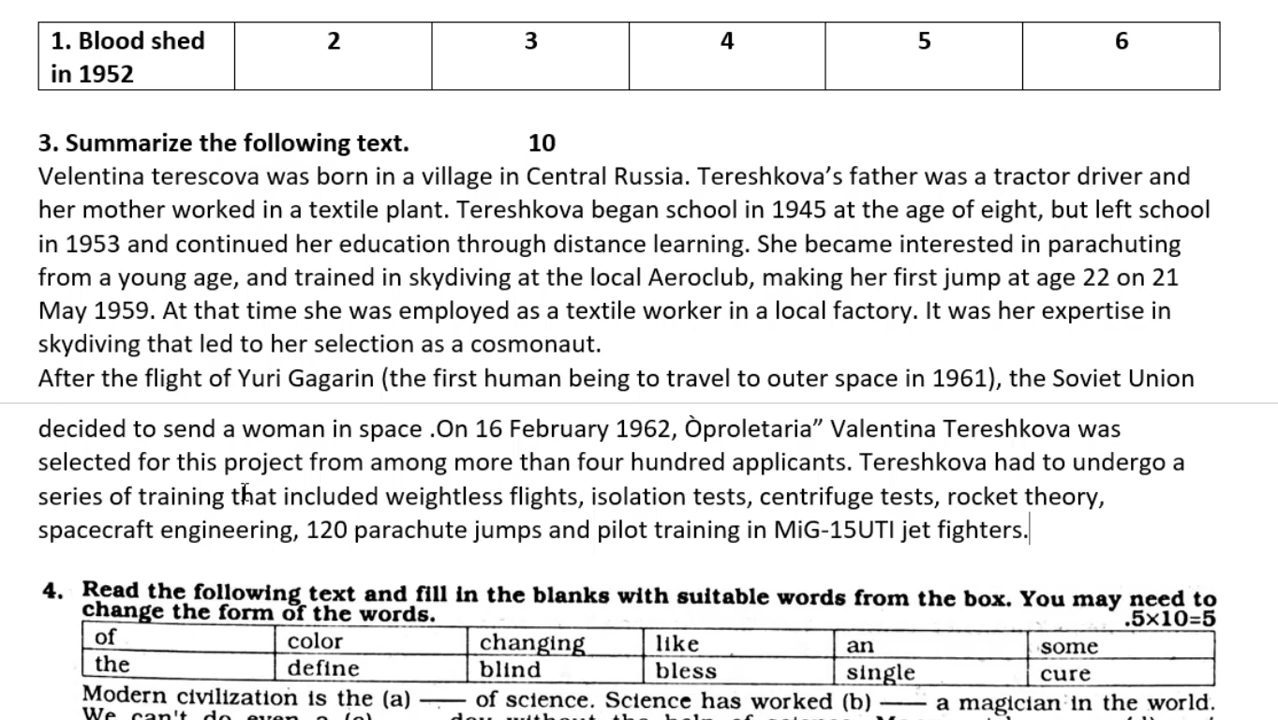 1. Blood shed in 1952 2 3 4 5 6
3. Summarize the following text. 10
Velentina terescova was born in a village in Central Russia. Tereshkova’s father was a tractor driver and
her mother worked in a textile plant. Tereshkova began school in 1945 at the age of eight, but left school
in 1953 and continued her education through distance learning. She became interested in parachuting
from a young age, and trained in skydiving at the local Aeroclub, making her first jump at age 22 on 21
May 1959. At that time she was employed as a textile worker in a local factory. It was her expertise in
skydiving that led to her selection as a cosmonaut.
After the flight of Yuri Gagarin (the first human being to travel to outer space in 1961), the Soviet Union
decided to send a woman in space .On 16 February 1962, Òproletaria” Valentina Tereshkova was
selected for this project from among more than four hundred applicants. Tereshkova had to undergo a
series of training that included weightless flights, isolation tests, centrifuge tests, rocket theory,
spacecraft engineering, 120 parachute jumps and pilot training in MiG-15UTI jet fighters.
4. Read the following text and fill in the blanks with suitable words from the box. You may need to
change the form of the words. .5×10=5
of color changing like an some
the define blind bless single cure
Modern civilization is the (a) —— of science. Science has worked (b) —— a magician in the world.
We can't do even a (c) —— day without the help of science.